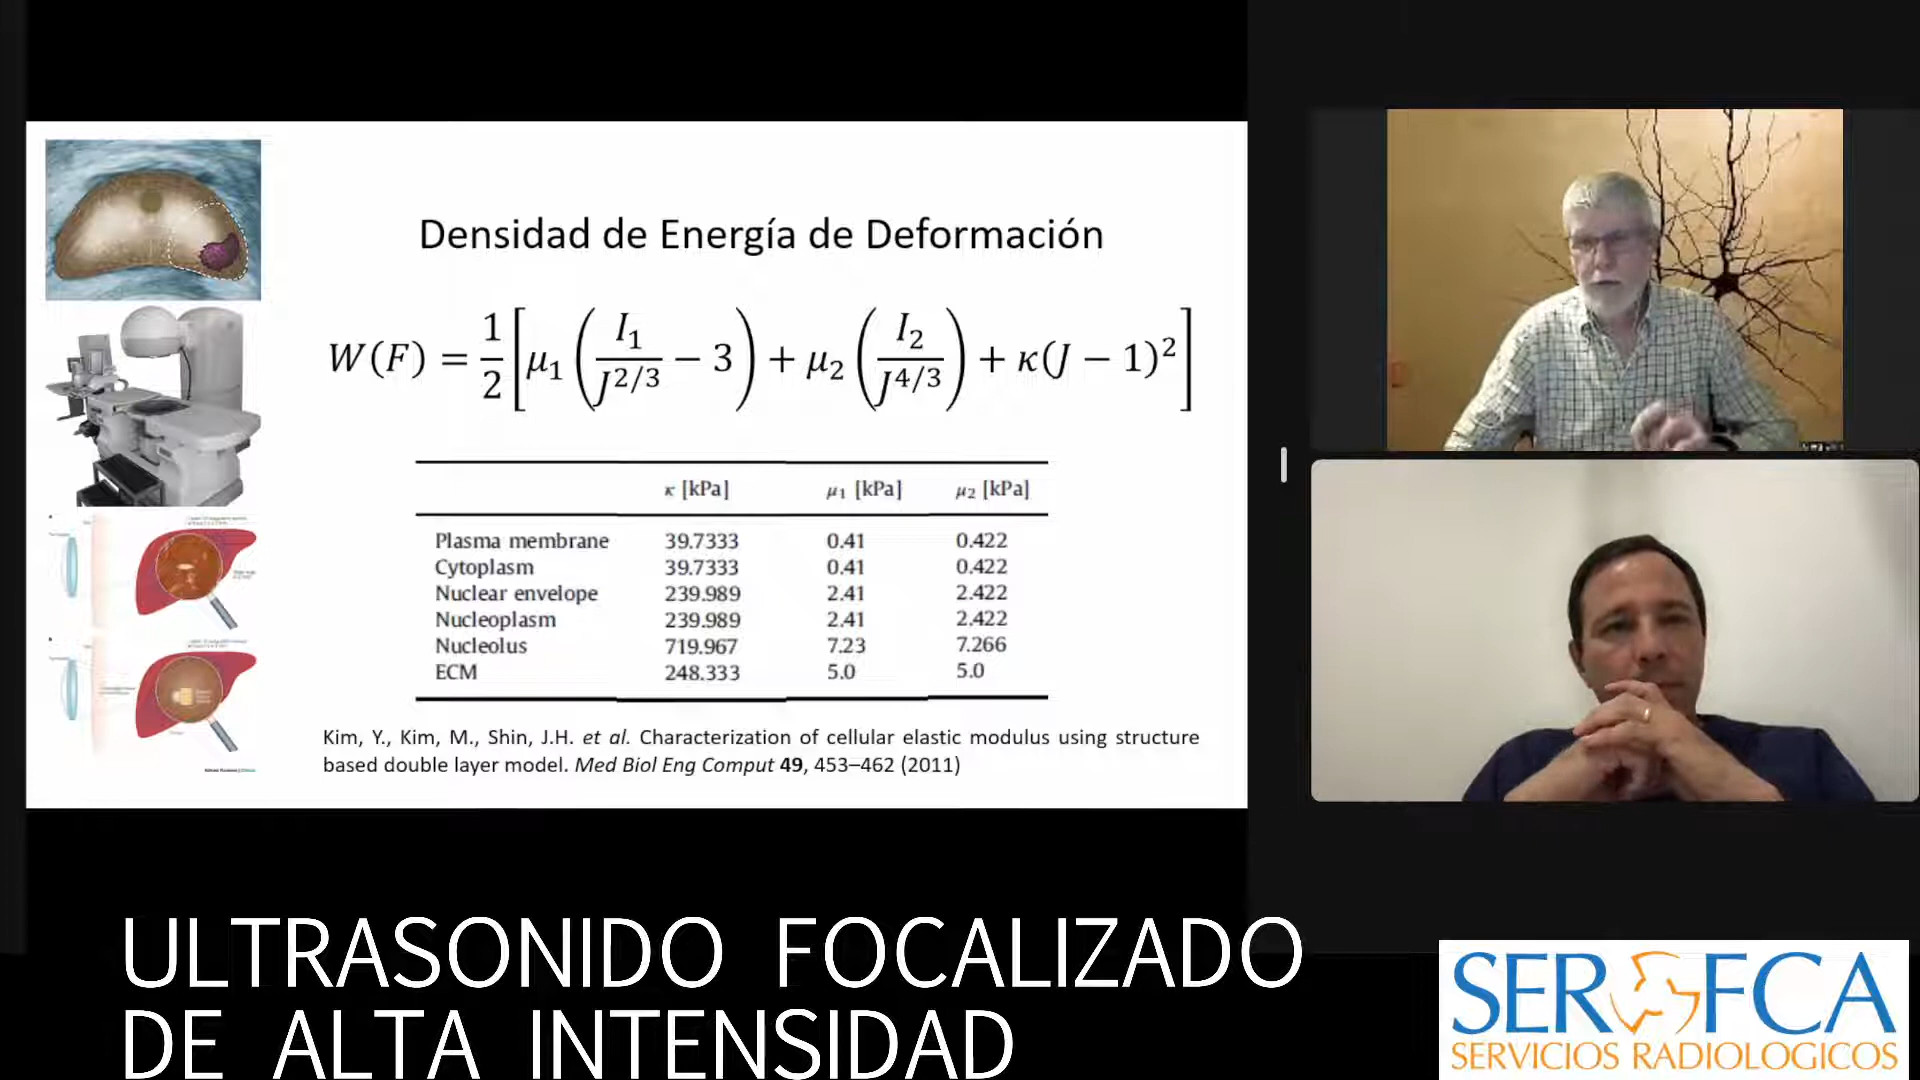 Densidad de Energía de Deformación
W(F) = 1/2 [μ₁ (I₁/J^{2/3} − 3) + μ₂ (I₂/J^{4/3}) + κ(J − 1)²]
κ [kPa] μ₁ [kPa] μ₂ [kPa]
Plasma membrane 39.7333 0.41 0.422
Cytoplasm 39.7333 0.41 0.422
Nuclear envelope 239.989 2.41 2.422
Nucleoplasm 239.989 2.41 2.422
Nucleolus 719.967 7.23 7.266
ECM 248.333 5.0 5.0
Kim, Y., Kim, M., Shin, J.H. et al. Characterization of cellular elastic modulus using structure
based double layer model. Med Biol Eng Comput 49, 453–462 (2011)
ULTRASONIDO FOCALIZADO
DE ALTA INTENSIDAD
SEROFCA
SERVICIOS RADIOLOGICOS